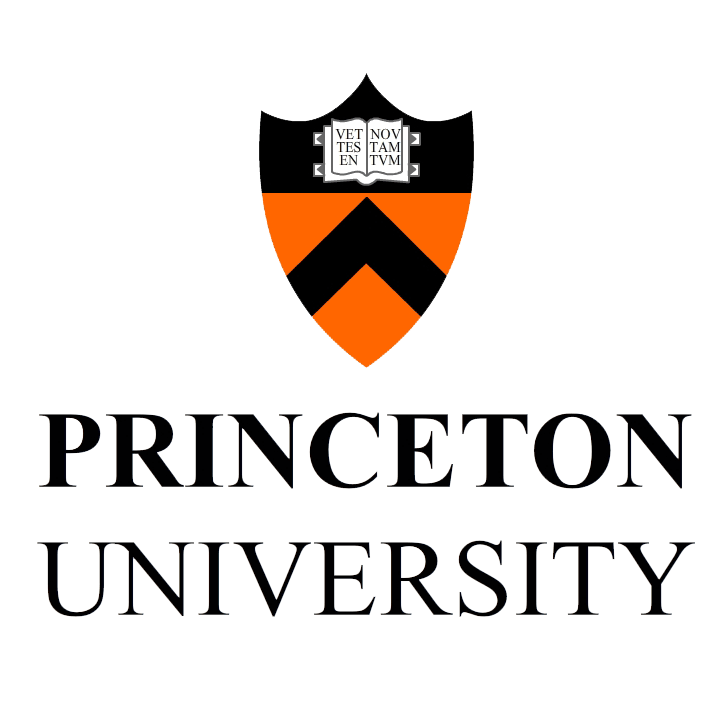 VET NOV
TES TAM
EN TVM
PRINCETON
UNIVERSITY